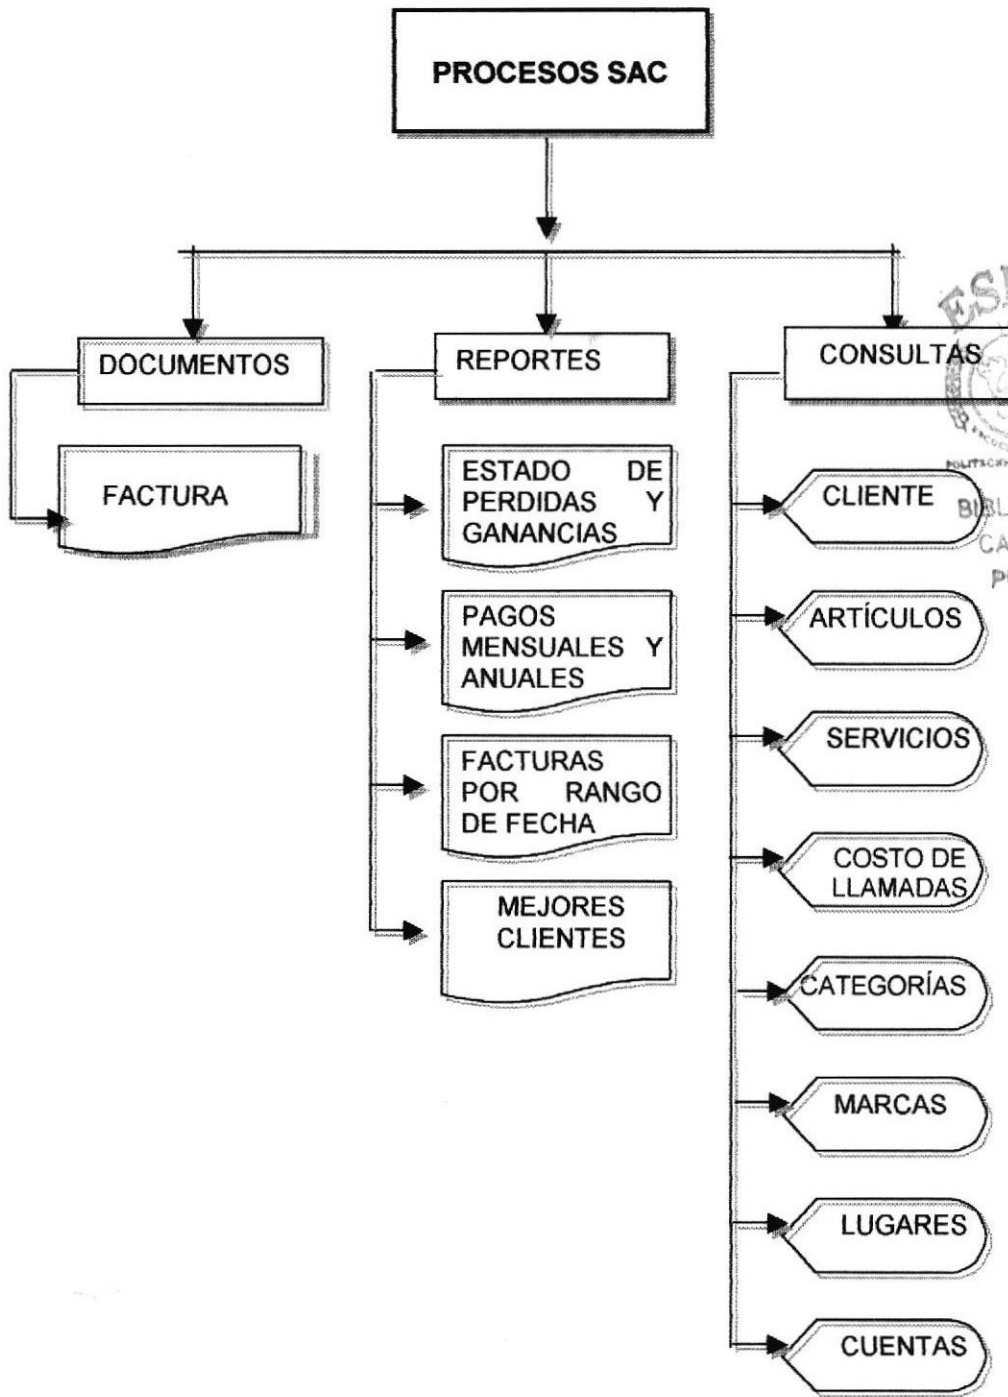 PROCESOS SAC
DOCUMENTOS
FACTURA
REPORTES
ESTADO DE
PERDIDAS Y
GANANCIAS
PAGOS
MENSUALES Y
ANUALES
FACTURAS
POR RANGO
DE FECHA
MEJORES
CLIENTES
CONSULTAS
CLIENTE
ARTÍCULOS
SERVICIOS
COSTO DE
LLAMADAS
CATEGORÍAS
MARCAS
LUGARES
CUENTAS